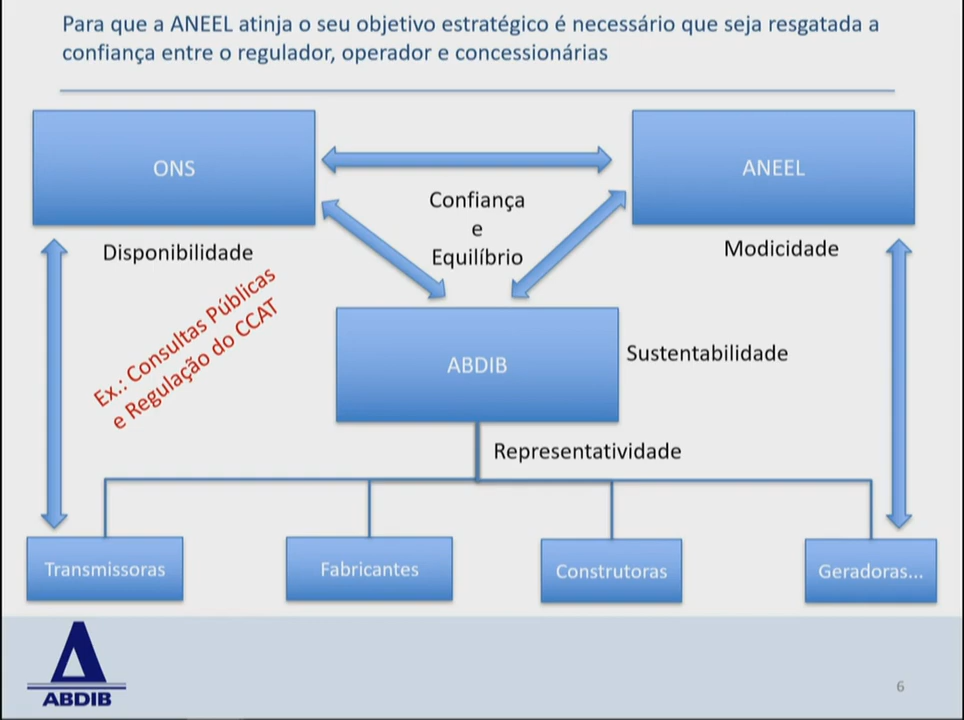 Para que a ANEEL atinja o seu objetivo estratégico é necessário que seja resgatada a
confiança entre o regulador, operador e concessionárias
ONS
ANEEL
Confiança
e
Equilíbrio
Disponibilidade
Modicidade
Ex.: Consultas Públicas
e Regulação do CCAT
ABDIB
Sustentabilidade
Representatividade
Transmissoras
Fabricantes
Construtoras
Geradoras...
ABDIB
6